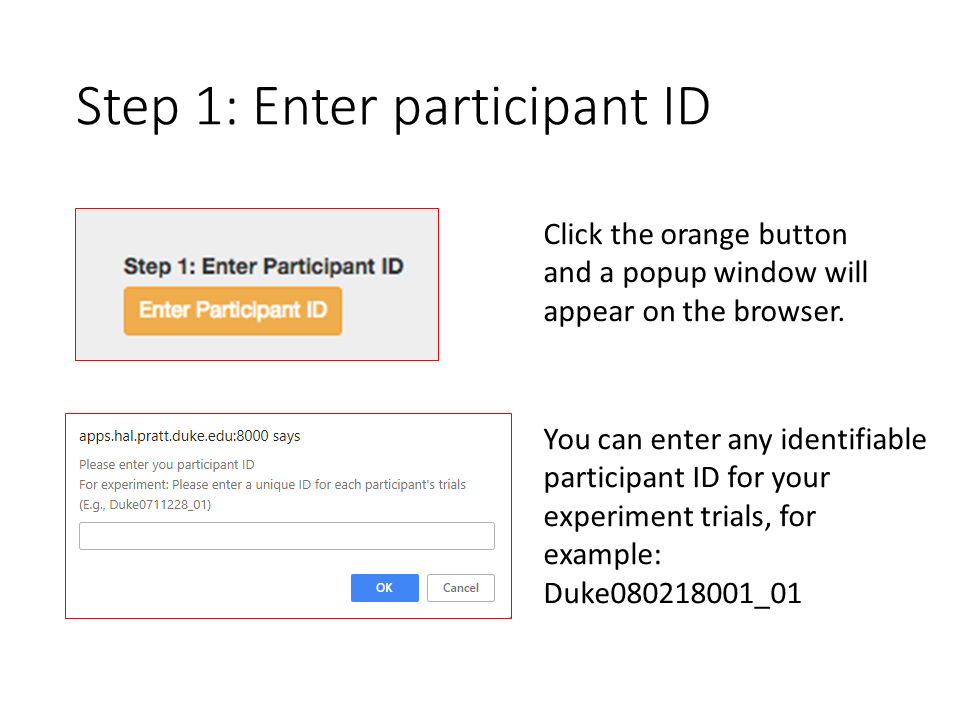 Step 1: Enter participant ID
Step 1: Enter Participant ID
Enter Participant ID
Click the orange button
and a popup window will
appear on the browser.
apps.hal.pratt.duke.edu:8000 says
Please enter you participant ID
For experiment: Please enter a unique ID for each participant's trials
(E.g., Duke0711228_01)
OK
Cancel
You can enter any identifiable
participant ID for your
experiment trials, for
example:
Duke080218001_01